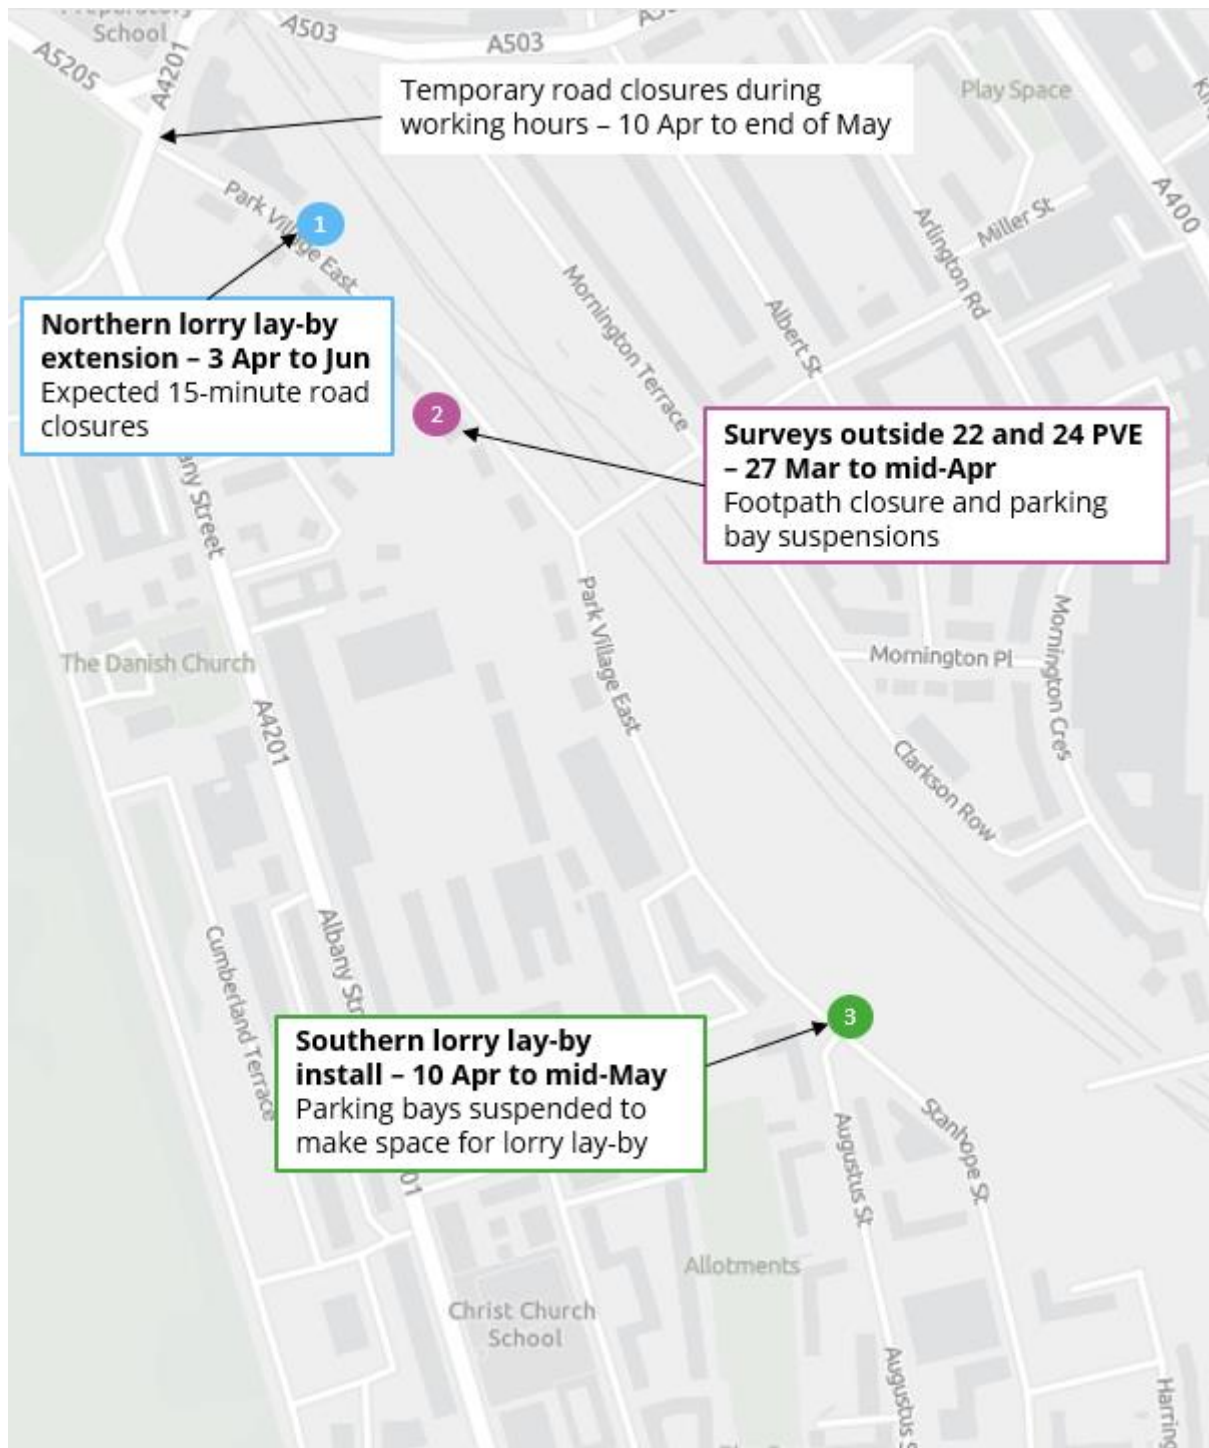 School
A5205
A4201
A503
A503
Play Space
Temporary road closures during
working hours – 10 Apr to end of May
A400
Park Village East
1
Miller St
Arlington Rd
Mornington Terrace
Albert St
Northern lorry lay-by
extension – 3 Apr to Jun
Expected 15-minute road
closures
2
Surveys outside 22 and 24 PVE
– 27 Mar to mid-Apr
Footpath closure and parking
bay suspensions
any Street
Park Village East
Mornington Pl
Mornington Cres
The Danish Church
A4201
Clarkson Row
Cumberland Terrace
Albany Str
3
Southern lorry lay-by
install – 10 Apr to mid-May
Parking bays suspended to
make space for lorry lay-by
01
Augustus St
Stanhope St
Allotments
Christ Church
School
Augustus S
Harring